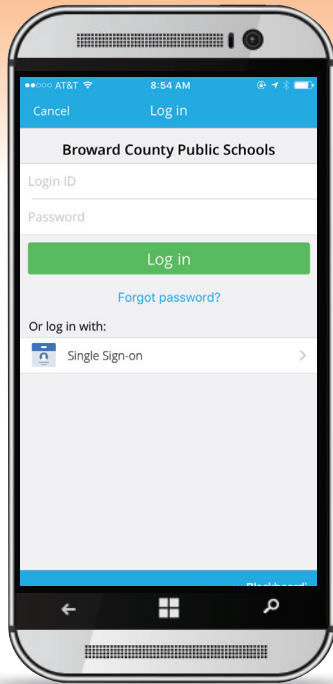 AT&T 8:54 AM
Cancel Log in
Broward County Public Schools
Login ID
Password
Log in
Forgot password?
Or log in with:
Single Sign-on